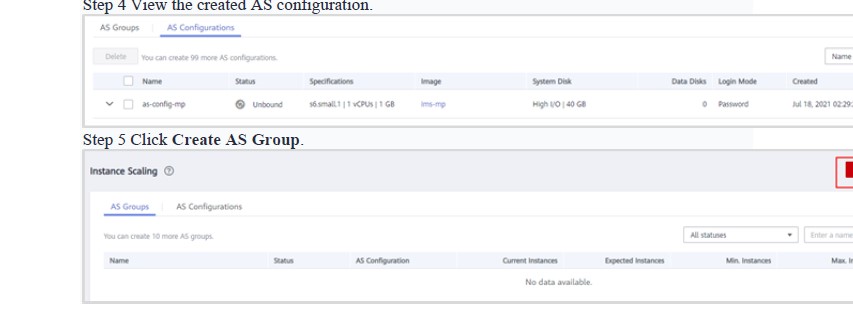 Step 4 View the created AS configuration.
AS Groups AS Configurations
Delete You can create 99 more AS configurations.
Name
Name Status Specifications Image System Disk Data Disks Login Mode Created
as-config-mp Unbound s6.small.1 | 1 vCPUs | 1 GB ims-mp High I/O | 40 GB 0 Password Jul 18, 2021 02:29:
Step 5 Click Create AS Group.
Instance Scaling
AS Groups AS Configurations
You can create 10 more AS groups.
All statuses Enter a name
Name Status AS Configuration Current Instances Expected Instances Min. Instances Max. In
No data available.